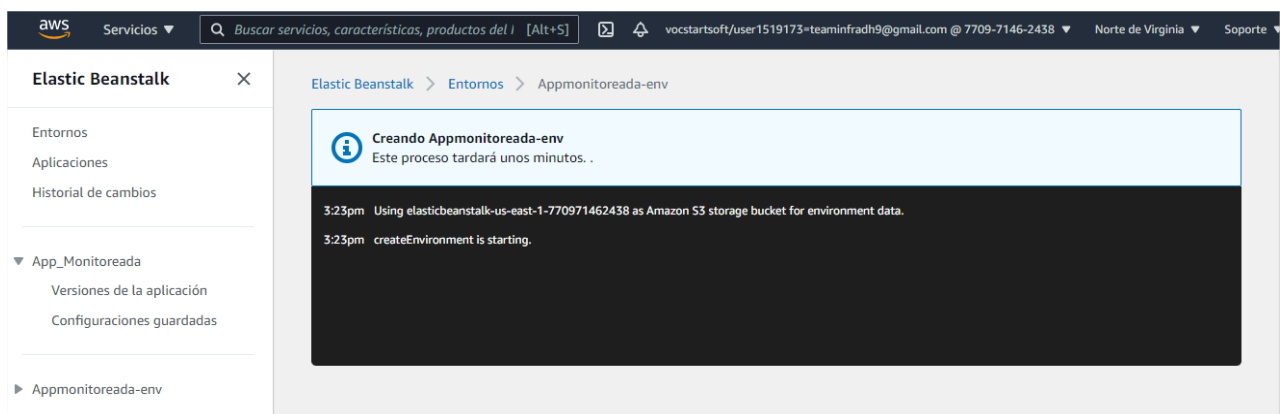 aws Servicios ▼ Buscar servicios, características, productos del l [Alt+S] vocstartsoft/user1519173=teaminfradh9@gmail.com @ 7709-7146-2438 ▼ Norte de Virginia ▼ Soporte ▼
Elastic Beanstalk
Entornos
Aplicaciones
Historial de cambios
App_Monitoreada
Versiones de la aplicación
Configuraciones guardadas
Appmonitoreada-env
Elastic Beanstalk > Entornos > Appmonitoreada-env
Creando Appmonitoreada-env
Este proceso tardará unos minutos. .
3:23pm Using elasticbeanstalk-us-east-1-770971462438 as Amazon S3 storage bucket for environment data.
3:23pm createEnvironment is starting.